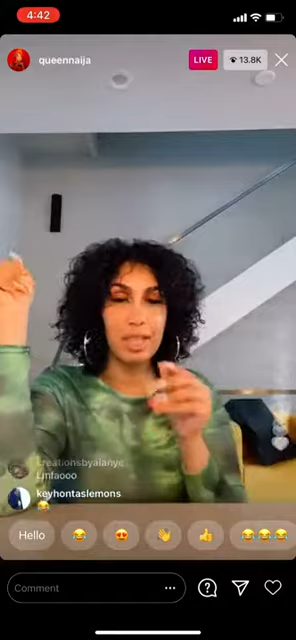 4:42
queennaija
LIVE
13.8K
creationsbyalanye
Lmfaooo
keyhontaslemons
😂
Hello 😂 😍 👋 👍 😂😂😂
Comment